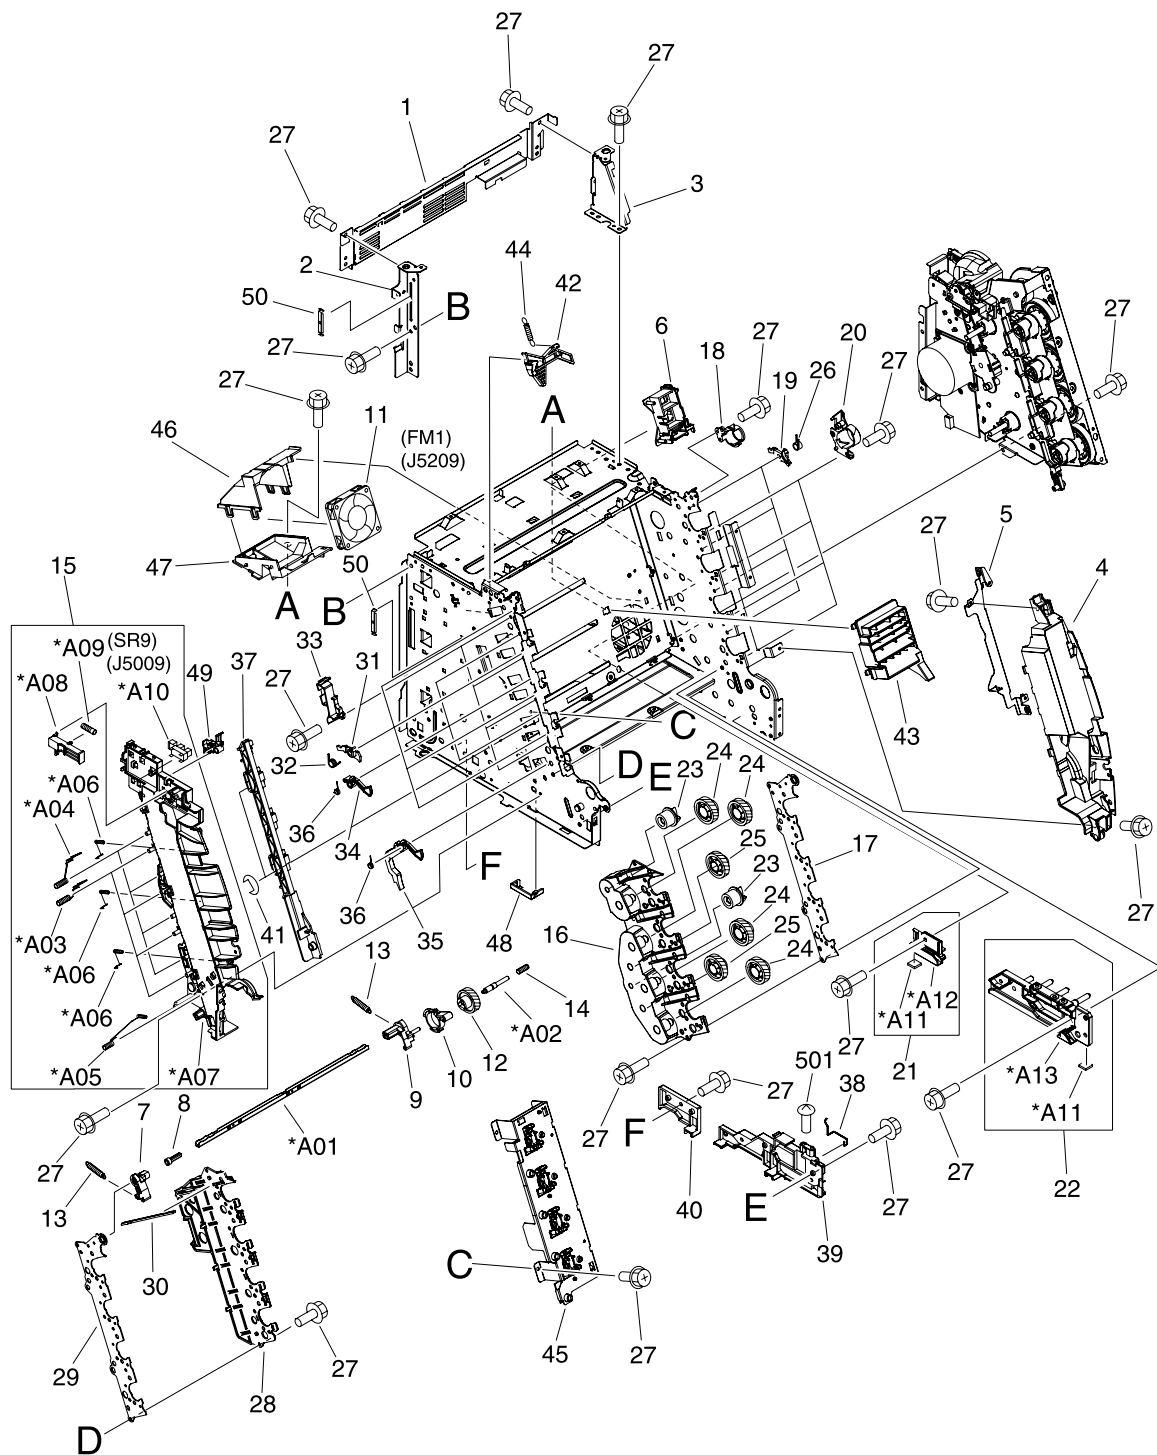 27
27
1
27
3
2
44
42
50
B
6
18
27
20
27
19
26
27
27
27
A
46
11
(FM1)
(J5209)
47
A
B
50
27
5
4
15
*A09
(SR9)
(J5009)
*A08
*A10
49
37
33
27
31
32
36
34
*A06
*A04
C
43
D
E
23
24
24
25
23
17
24
25
24
16
F
36
35
48
27
*A03
*A06
41
*A06
13
14
*A02
12
10
9
*A12
*A11
27
21
*A13
*A11
22
*A05
*A07
7
8
*A01
27
13
30
27
F
27
501
38
40
E
39
27
27
29
28
27
C
45
27
D